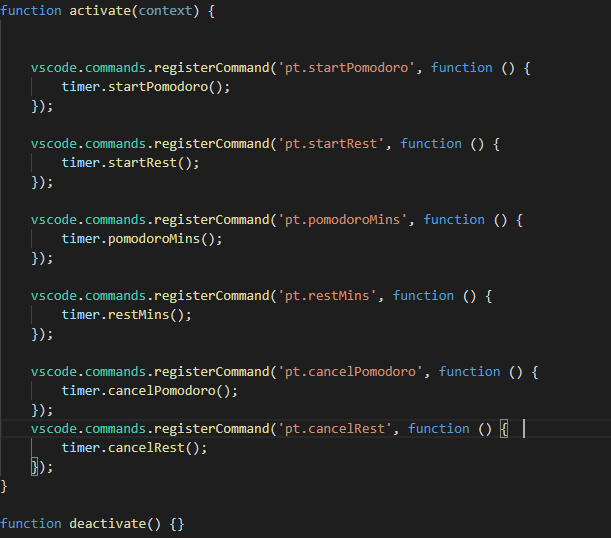 function activate(context) {
vscode.commands.registerCommand('pt.startPomodoro', function () {
timer.startPomodoro();
});
vscode.commands.registerCommand('pt.startRest', function () {
timer.startRest();
});
vscode.commands.registerCommand('pt.pomodoroMins', function () {
timer.pomodoroMins();
});
vscode.commands.registerCommand('pt.restMins', function () {
timer.restMins();
});
vscode.commands.registerCommand('pt.cancelPomodoro', function () {
timer.cancelPomodoro();
});
vscode.commands.registerCommand('pt.cancelRest', function () {
timer.cancelRest();
});
}
function deactivate() {}